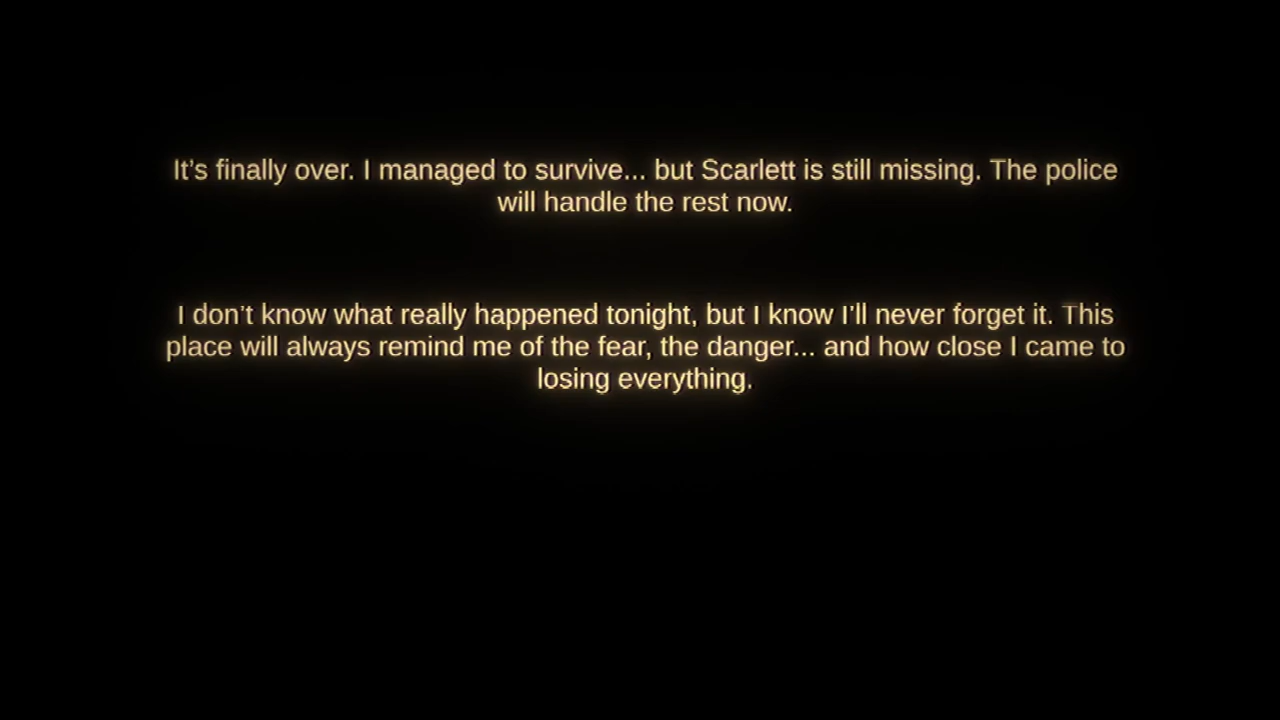 It’s finally over. I managed to survive... but Scarlett is still missing. The police
will handle the rest now.
I don’t know what really happened tonight, but I know I’ll never forget it. This
place will always remind me of the fear, the danger... and how close I came to
losing everything.